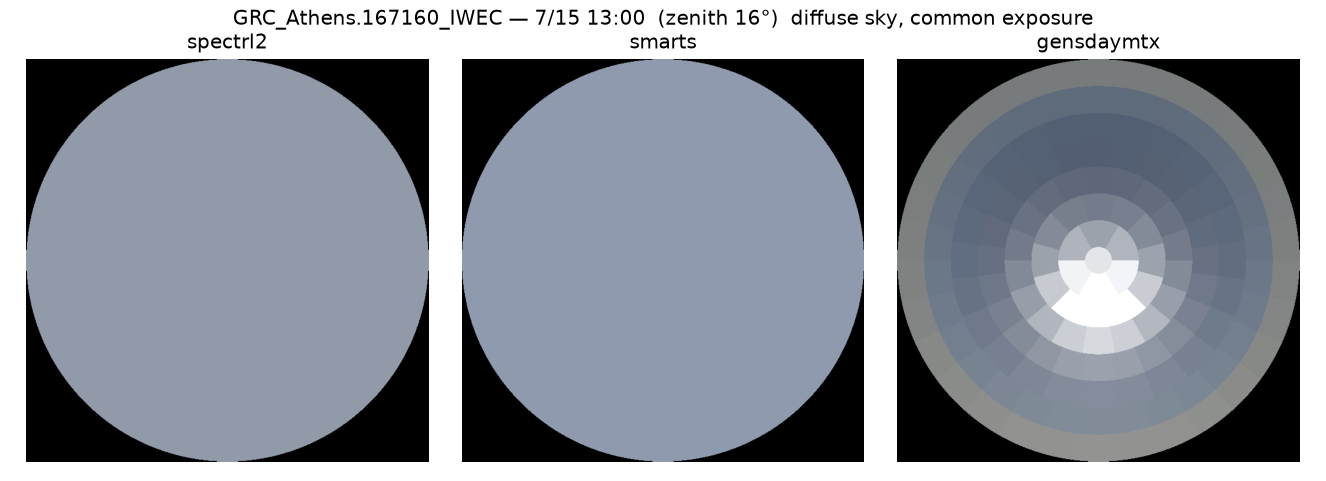 GRC_Athens.167160_IWEC — 7/15 13:00  (zenith 16°)  diffuse sky, common exposure
spectrl2
smarts
gensdaymtx